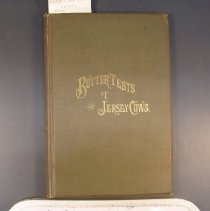 BUTTER TESTS
OF
JERSEY COWS.